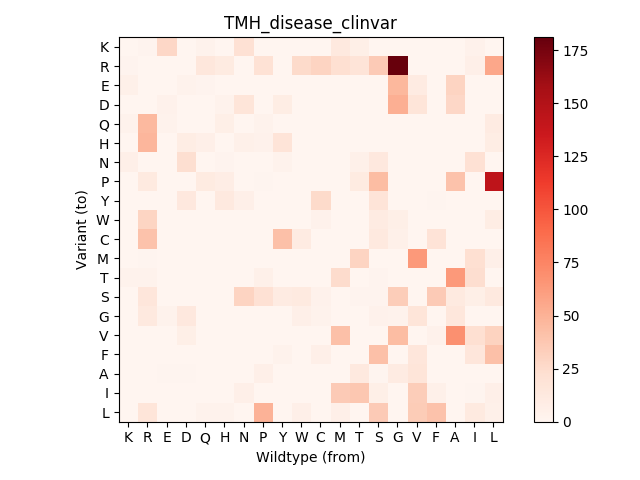 TMH_disease_clinvar
Variant (to)
K
R
E
D
Q
H
N
P
Y
W
C
M
T
S
G
V
F
A
I
L
K R E D Q H N P Y W C M T S G V F A I L
Wildtype (from)
175
150
125
100
75
50
25
0